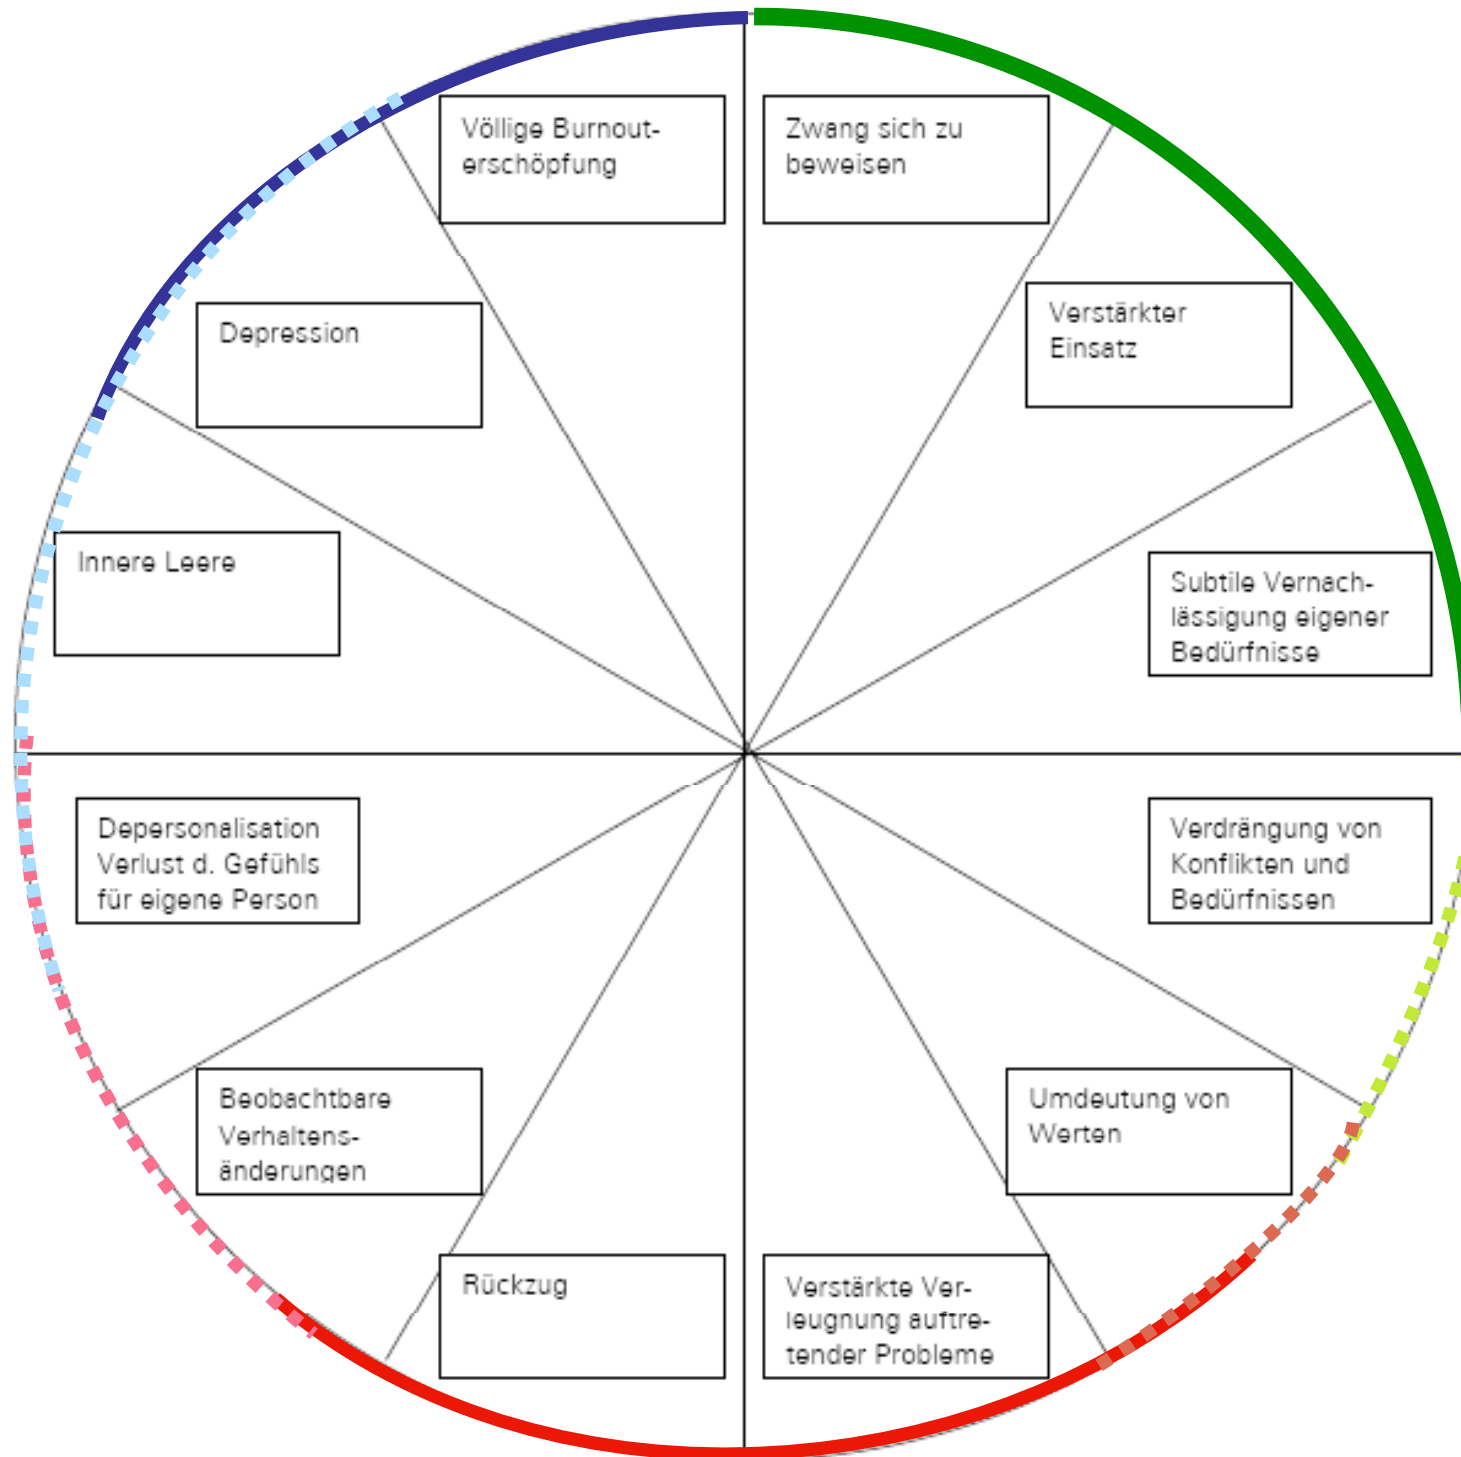 Völlige Burnout-
erschöpfung
Zwang sich zu
beweisen
Verstärkter
Einsatz
Depression
Innere Leere
Subtile Vernach-
lässigung eigener
Bedürfnisse
Depersonalisation
Verlust d. Gefühls
für eigene Person
Verdrängung von
Konflikten und
Bedürfnissen
Beobachtbare
Verhaltens-
änderungen
Umdeutung von
Werten
Rückzug
Verstärkte Ver-
leugnung auftre-
tender Probleme